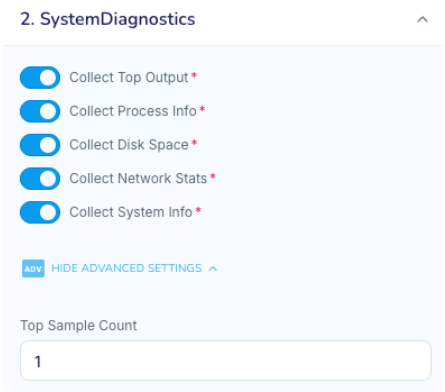 2. SystemDiagnostics
Collect Top Output*
Collect Process Info*
Collect Disk Space*
Collect Network Stats*
Collect System Info*
ADV HIDE ADVANCED SETTINGS
Top Sample Count
1